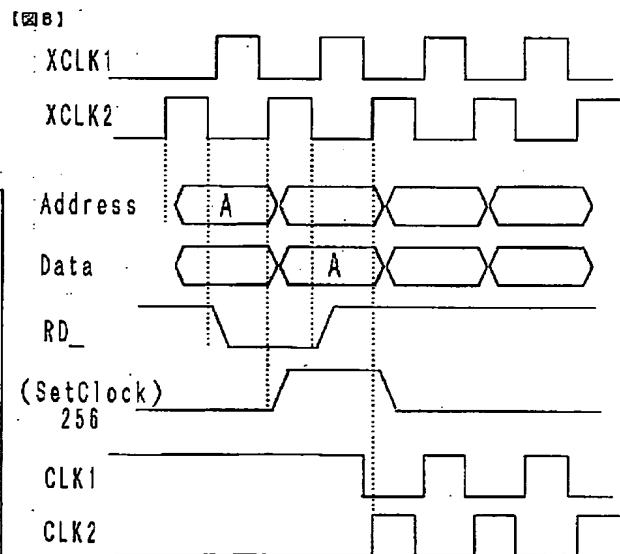 【図8】
XCLK1
XCLK2
Address
A
Data
A
RD_
(SetClock)
256
CLK1
CLK2